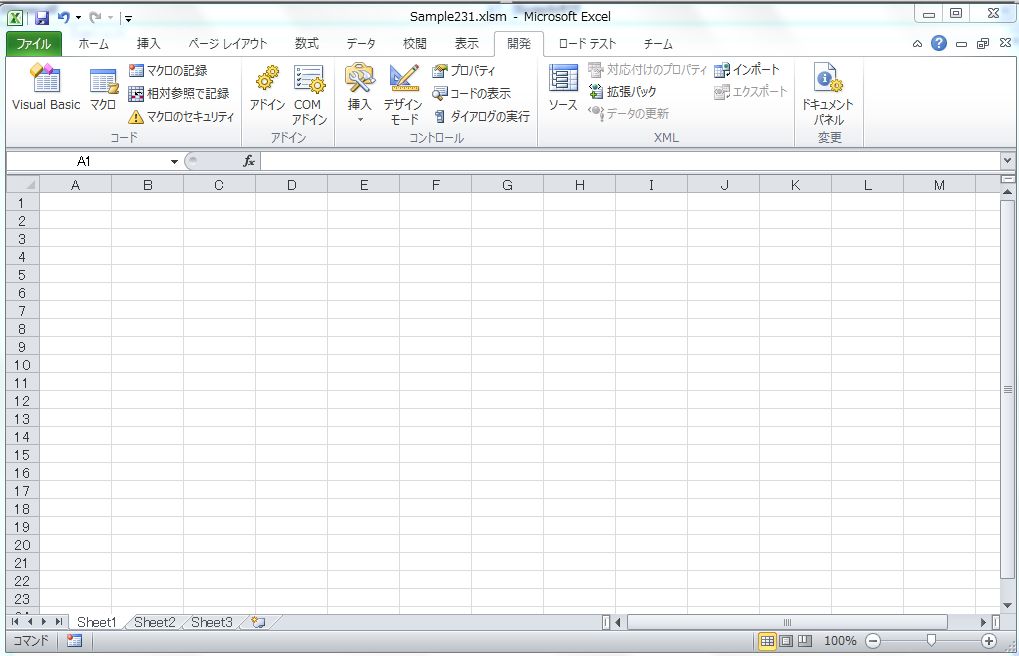 Sample231.xlsm - Microsoft Excel
ファイル ホーム 挿入 ページ レイアウト 数式 データ 校閲 表示 開発 ロード テスト チーム
Visual Basic
マクロ
マクロの記録
相対参照で記録
マクロのセキュリティ
コード
アドイン
COM
アドイン
アドイン
挿入
デザイン
モード
プロパティ
コードの表示
ダイアログの実行
コントロール
ソース
対応付けのプロパティ
拡張パック
データの更新
インポート
エクスポート
XML
ドキュメント
パネル
変更
A1 fx
A B C D E F G H I J K L M
1
2
3
4
5
6
7
8
9
10
11
12
13
14
15
16
17
18
19
20
21
22
23
Sheet1 Sheet2 Sheet3
コマンド 100%